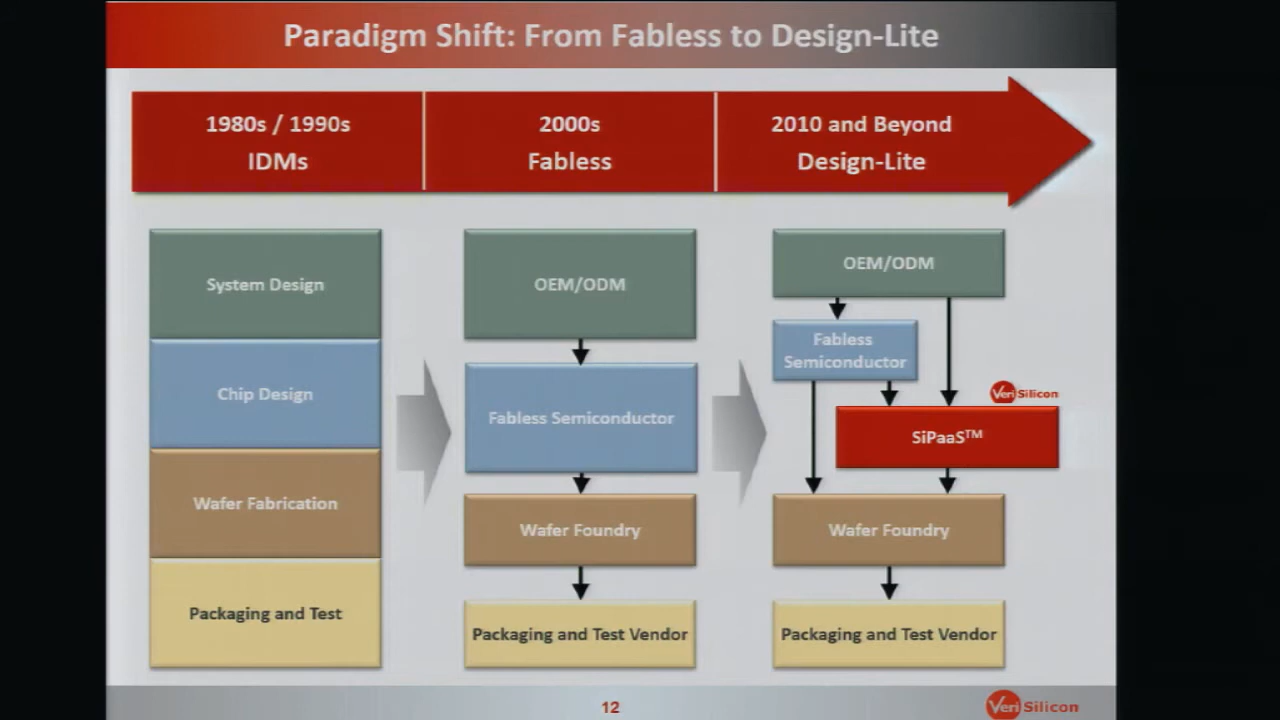 Paradigm Shift: From Fabless to Design-Lite
1980s / 1990s
IDMs
2000s
Fabless
2010 and Beyond
Design-Lite
System Design
Chip Design
Wafer Fabrication
Packaging and Test
OEM/ODM
Fabless Semiconductor
Wafer Foundry
Packaging and Test Vendor
OEM/ODM
Fabless
Semiconductor
VeriSilicon
SiPaaS™
Wafer Foundry
Packaging and Test Vendor
12
VeriSilicon